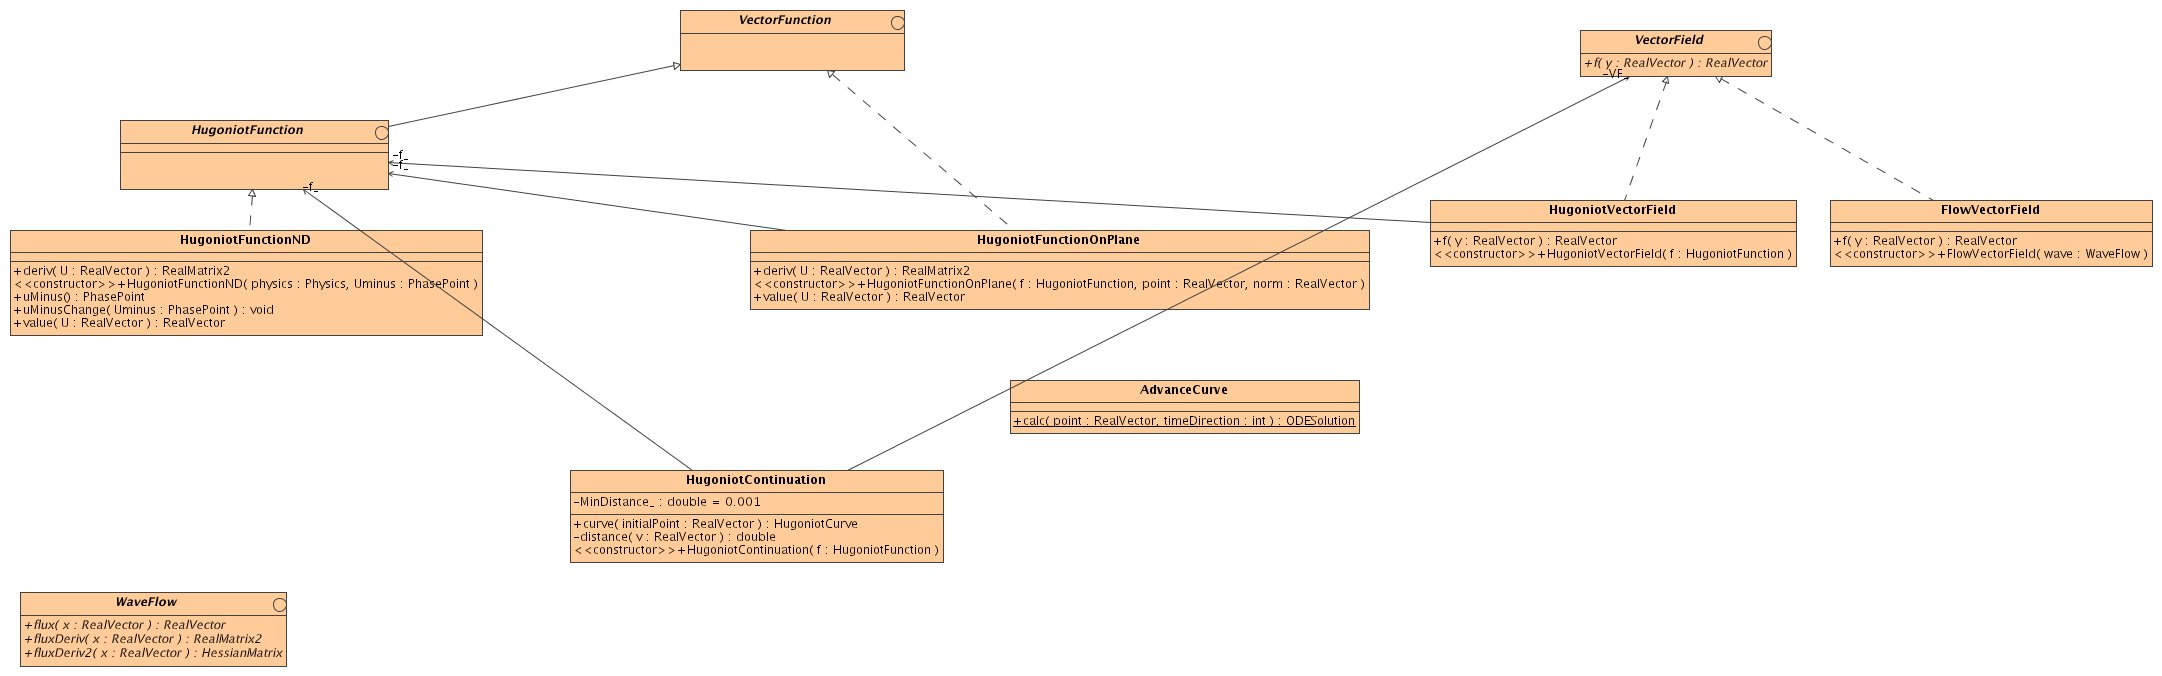 VectorFunction
VectorField
+f( y : RealVector ) : RealVector
-VF_
HugoniotFunction
-f_
-f_
-f_
HugoniotFunctionND
+deriv( U : RealVector ) : RealMatrix2
<<constructor>>+HugoniotFunctionND( physics : Physics, Uminus : PhasePoint )
+uMinus() : PhasePoint
+uMinusChange( Uminus : PhasePoint ) : void
+value( U : RealVector ) : RealVector
HugoniotFunctionOnPlane
+deriv( U : RealVector ) : RealMatrix2
<<constructor>>+HugoniotFunctionOnPlane( f : HugoniotFunction, point : RealVector, norm : RealVector )
+value( U : RealVector ) : RealVector
HugoniotVectorField
+f( y : RealVector ) : RealVector
<<constructor>>+HugoniotVectorField( f : HugoniotFunction )
FlowVectorField
+f( y : RealVector ) : RealVector
<<constructor>>+FlowVectorField( wave : WaveFlow )
AdvanceCurve
+calc( point : RealVector, timeDirection : int ) : ODESolution
HugoniotContinuation
-MinDistance_ : double = 0.001
+curve( initialPoint : RealVector ) : HugoniotCurve
-distance( v : RealVector ) : double
<<constructor>>+HugoniotContinuation( f : HugoniotFunction )
WaveFlow
+flux( x : RealVector ) : RealVector
+fluxDeriv( x : RealVector ) : RealMatrix2
+fluxDeriv2( x : RealVector ) : HessianMatrix